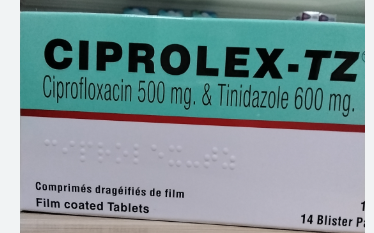 CIPROLEX-TZ
Ciprofloxacin 500 mg. & Tinidazole 600 mg.
Comprimés dragéifiés de film
Film coated Tablets
14 Blister